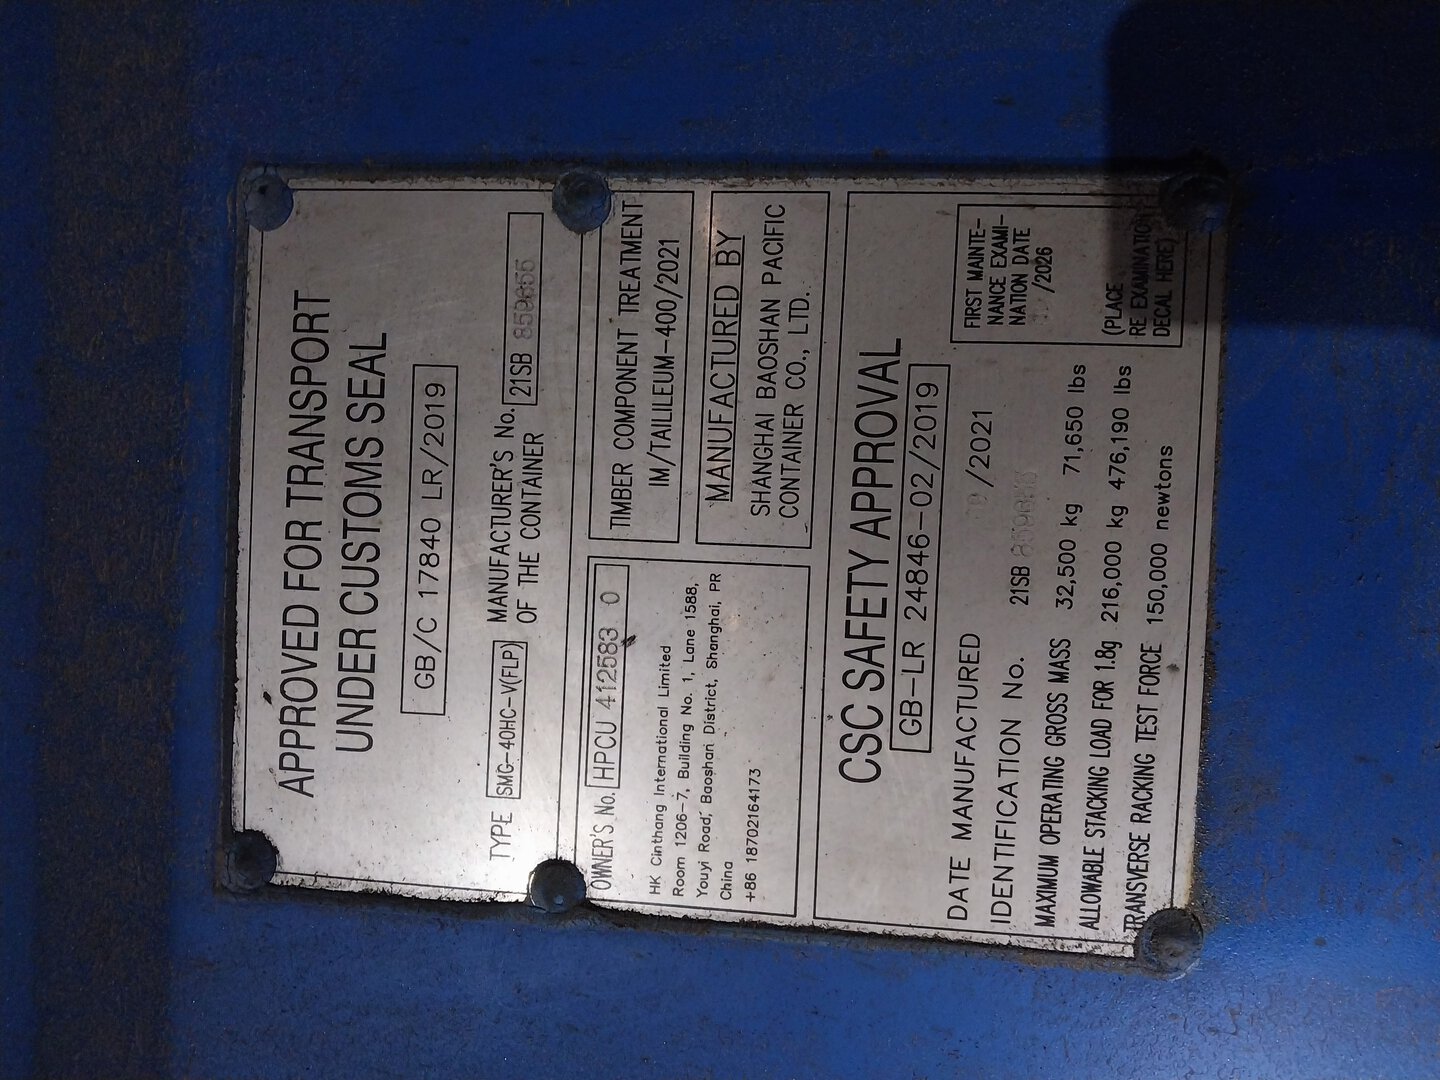 APPROVED FOR TRANSPORT
UNDER CUSTOMS SEAL
GB/C 17840 LR/2019
TYPE SMG-40HC-V(FLP) MANUFACTURER'S No.
OF THE CONTAINER 21SB
OWNER'S No. HPCU 412583 0
HK Cinthang International Limited
Room 1206-7, Building No. 1, Lane 1588,
Youyi Road, Baoshan District, Shanghai, PR
China
+86 18702164173
TIMBER COMPONENT TREATMENT
IM/TAILILEUM-400/2021
MANUFACTURED BY
SHANGHAI BAOSHAN PACIFIC
CONTAINER CO., LTD.
CSC SAFETY APPROVAL
GB-LR 24846-02/2019
DATE MANUFACTURED /2021
IDENTIFICATION No. 21SB
MAXIMUM OPERATING GROSS MASS 32,500 kg 71,650 lbs
ALLOWABLE STACKING LOAD FOR 1.8g 216,000 kg 476,190 lbs
TRANSVERSE RACKING TEST FORCE 150,000 newtons
FIRST MAINTE-
NANCE EXAMI-
NATION DATE
/2026
(PLACE
RE EXAMINATION
DECAL HERE)